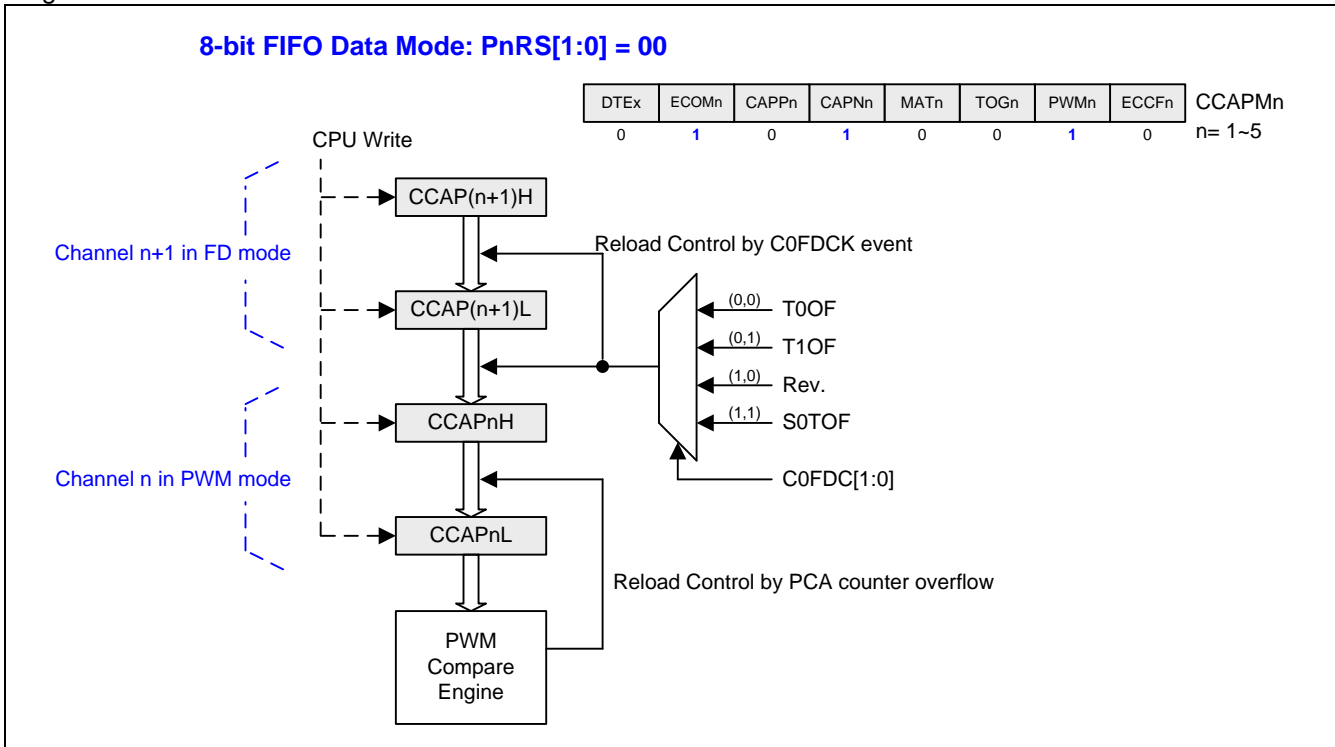 8-bit FIFO Data Mode: PnRS[1:0] = 00
DTEx ECOMn CAPPn CAPNn MATn TOGn PWMn ECCFn CCAPMn
0 1 0 1 0 0 1 0 n= 1~5
CPU Write
CCAP(n+1)H
Channel n+1 in FD mode
Reload Control by C0FDCK event
CCAP(n+1)L
(0,0) T0OF
(0,1) T1OF
(1,0) Rev.
(1,1) S0TOF
CCAPnH
Channel n in PWM mode
C0FDC[1:0]
CCAPnL
Reload Control by PCA counter overflow
PWM
Compare
Engine